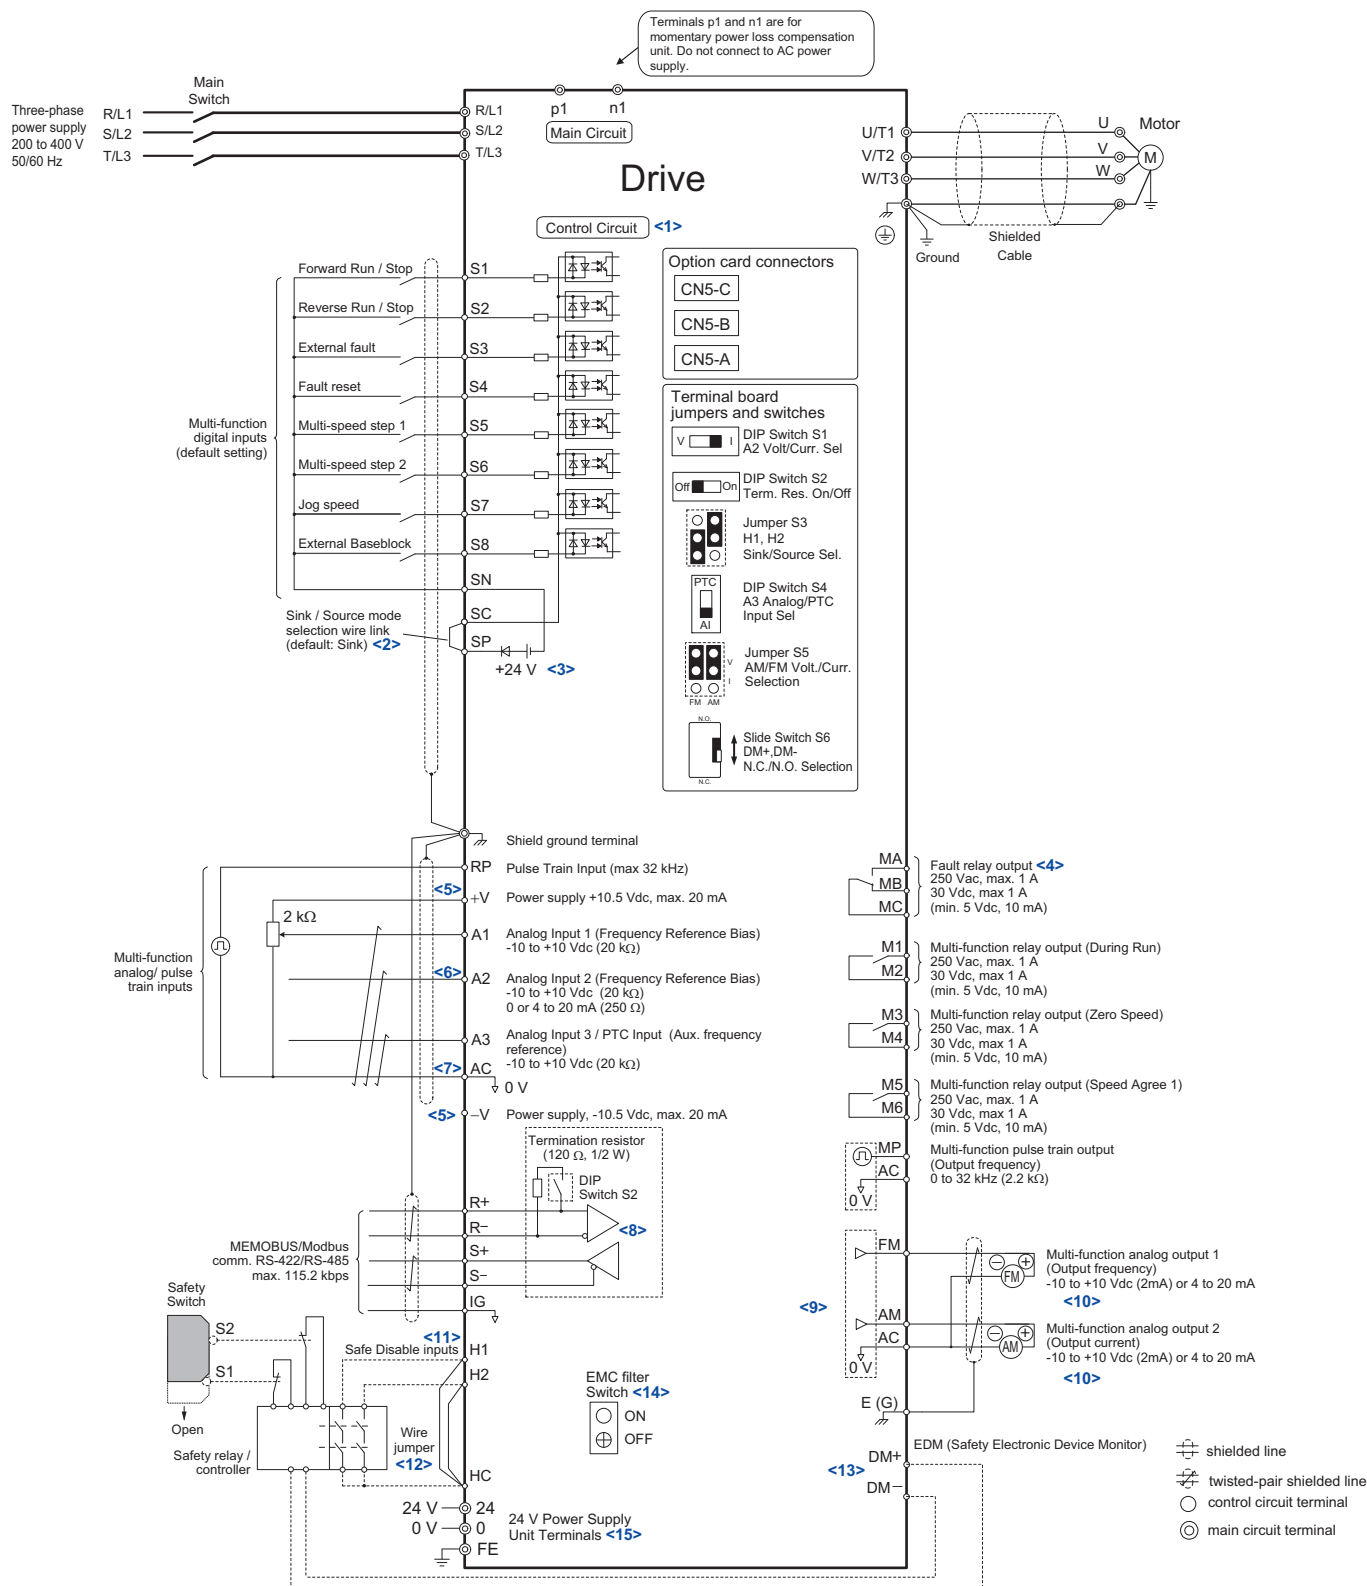 Terminals p1 and n1 are for
momentary power loss compensation
unit. Do not connect to AC power
supply.
Main
Switch
Three-phase
power supply
200 to 400 V
50/60 Hz
R/L1
S/L2
T/L3
R/L1
S/L2
T/L3
p1
n1
Main Circuit
Drive
U/T1
V/T2
W/T3
U
V
W
Motor
M
Ground
Shielded
Cable
Control Circuit
<1>
Multi-function
digital inputs
(default setting)
Forward Run / Stop
S1
Reverse Run / Stop
S2
External fault
S3
Fault reset
S4
Multi-speed step 1
S5
Multi-speed step 2
S6
Jog speed
S7
External Baseblock
S8
SN
SC
SP
Sink / Source mode
selection wire link
(default: Sink) <2>
+24 V <3>
Option card connectors
CN5-C
CN5-B
CN5-A
Terminal board
jumpers and switches
V
I
DIP Switch S1
A2 Volt/Curr. Sel
Off
On
DIP Switch S2
Term. Res. On/Off
Jumper S3
H1, H2
Sink/Source Sel.
PTC
AI
DIP Switch S4
A3 Analog/PTC
Input Sel
V
I
FM AM
Jumper S5
AM/FM Volt./Curr.
Selection
N.O.
N.C.
Slide Switch S6
DM+,DM-
N.C./N.O. Selection
Shield ground terminal
Multi-function
analog/ pulse
train inputs
2 kΩ
RP
Pulse Train Input (max 32 kHz)
<5>
+V
Power supply +10.5 Vdc, max. 20 mA
A1
Analog Input 1 (Frequency Reference Bias)
-10 to +10 Vdc (20 kΩ)
<6>
A2
Analog Input 2 (Frequency Reference Bias)
-10 to +10 Vdc (20 kΩ)
0 or 4 to 20 mA (250 Ω)
A3
Analog Input 3 / PTC Input (Aux. frequency
reference)
-10 to +10 Vdc (20 kΩ)
<7>
AC
0 V
<5>
−V
Power supply, -10.5 Vdc, max. 20 mA
MA
MB
MC
Fault relay output <4>
250 Vac, max. 1 A
30 Vdc, max 1 A
(min. 5 Vdc, 10 mA)
M1
M2
Multi-function relay output (During Run)
250 Vac, max. 1 A
30 Vdc, max 1 A
(min. 5 Vdc, 10 mA)
M3
M4
Multi-function relay output (Zero Speed)
250 Vac, max. 1 A
30 Vdc, max 1 A
(min. 5 Vdc, 10 mA)
M5
M6
Multi-function relay output (Speed Agree 1)
250 Vac, max. 1 A
30 Vdc, max 1 A
(min. 5 Vdc, 10 mA)
MP
AC
0 V
Multi-function pulse train output
(Output frequency)
0 to 32 kHz (2.2 kΩ)
Termination resistor
(120 Ω, 1/2 W)
DIP
Switch S2
<8>
MEMOBUS/Modbus
comm. RS-422/RS-485
max. 115.2 kbps
R+
R−
S+
S−
IG
FM
FM
Multi-function analog output 1
(Output frequency)
-10 to +10 Vdc (2mA) or 4 to 20 mA
<10>
<9>
AM
AC
0 V
AM
Multi-function analog output 2
(Output current)
-10 to +10 Vdc (2mA) or 4 to 20 mA
<10>
E (G)
Safety
Switch
S2
S1
Open
Safety relay /
controller
<11>
Safe Disable inputs
H1
H2
Wire
jumper
<12>
HC
EMC filter
Switch <14>
ON
OFF
EDM (Safety Electronic Device Monitor)
<13>
DM+
DM−
24 V
24
0 V
0
FE
24 V Power Supply
Unit Terminals <15>
shielded line
twisted-pair shielded line
control circuit terminal
main circuit terminal